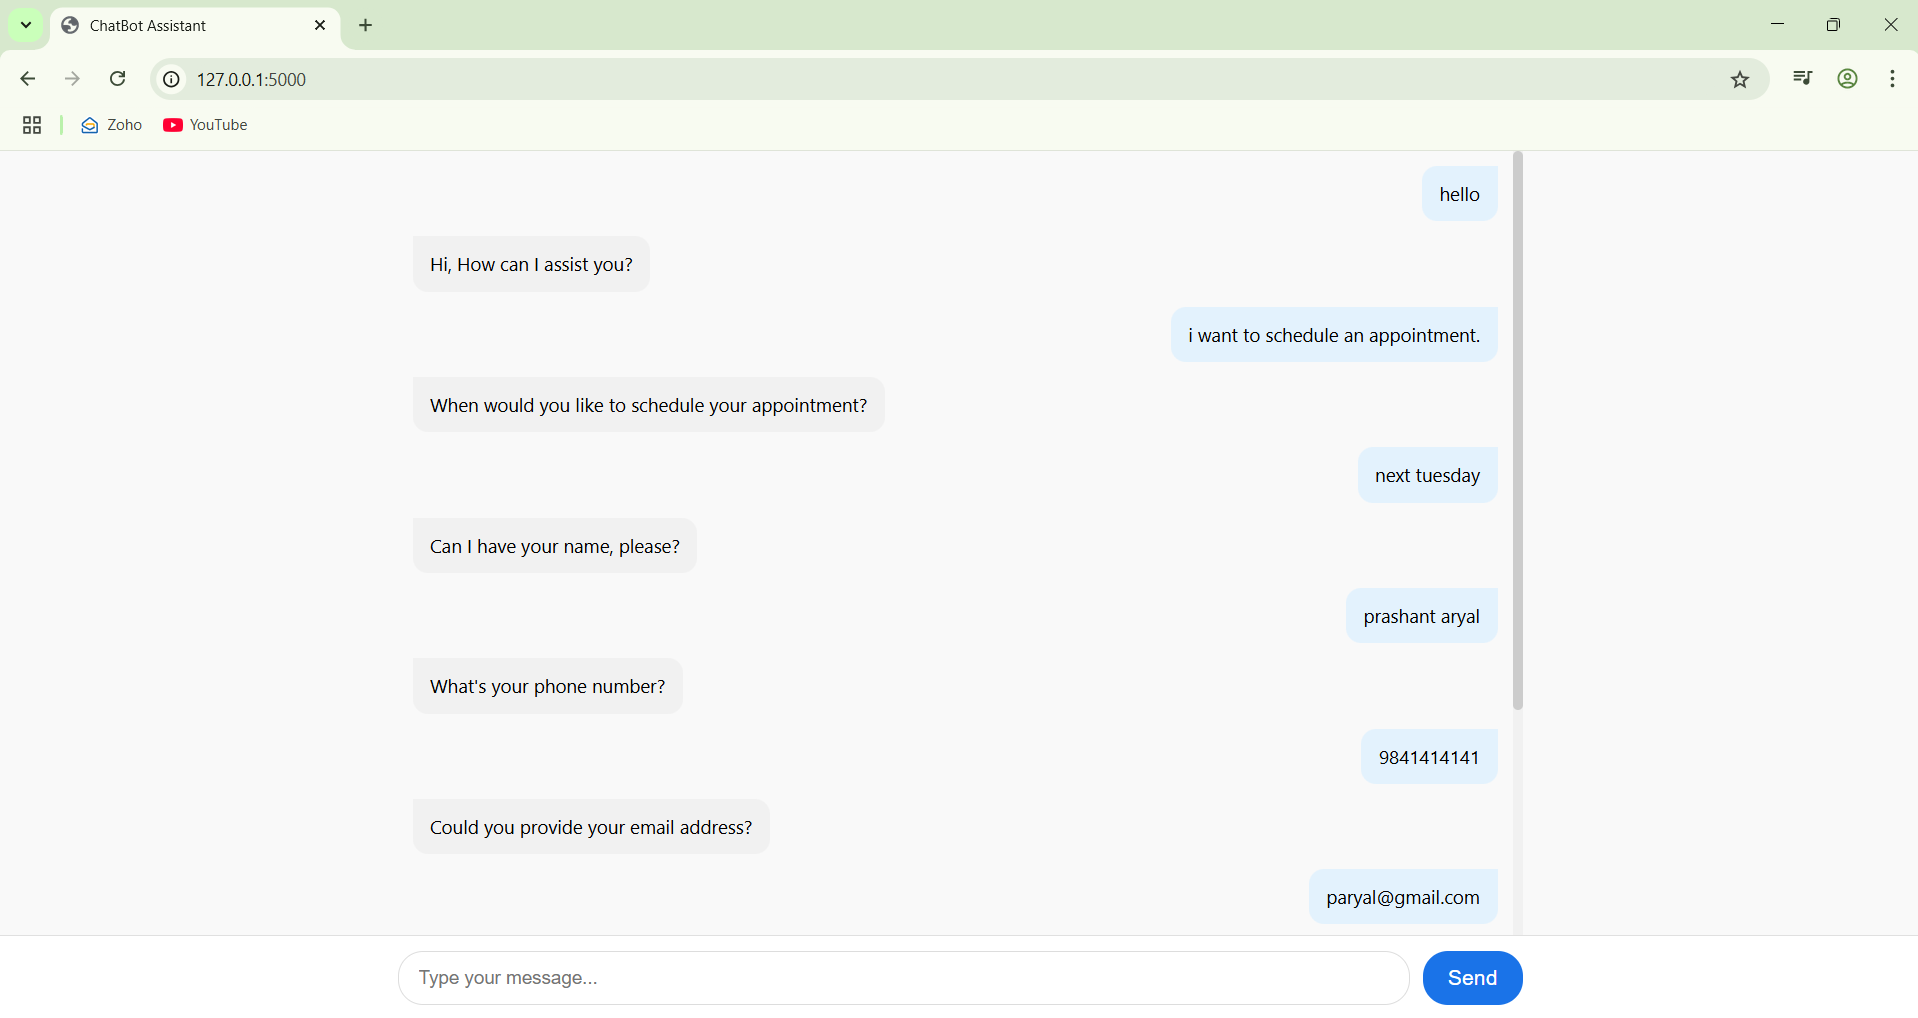 ChatBot Assistant
127.0.0.1:5000
Zoho YouTube
hello
Hi, How can I assist you?
i want to schedule an appointment.
When would you like to schedule your appointment?
next tuesday
Can I have your name, please?
prashant aryal
What's your phone number?
9841414141
Could you provide your email address?
paryal@gmail.com
Type your message...
Send